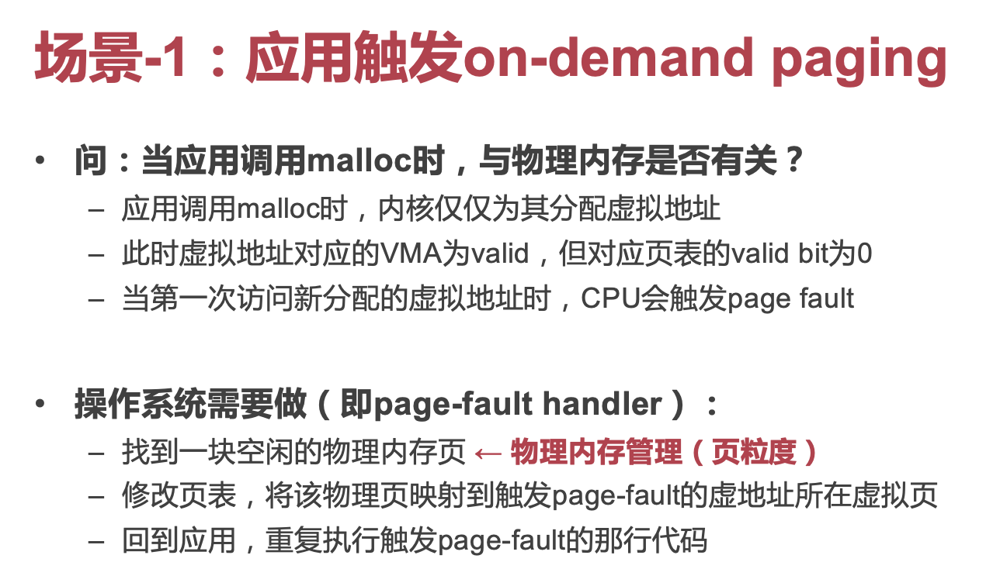 场景-1：应用触发on-demand paging
• 问：当应用调用malloc时，与物理内存是否有关？
– 应用调用malloc时，内核仅仅为其分配虚拟地址
– 此时虚拟地址对应的VMA为valid，但对应页表的valid bit为0
– 当第一次访问新分配的虚拟地址时，CPU会触发page fault
• 操作系统需要做（即page-fault handler）：
– 找到一块空闲的物理内存页 ← 物理内存管理（页粒度）
– 修改页表，将该物理页映射到触发page-fault的虚地址所在虚拟页
– 回到应用，重复执行触发page-fault的那行代码